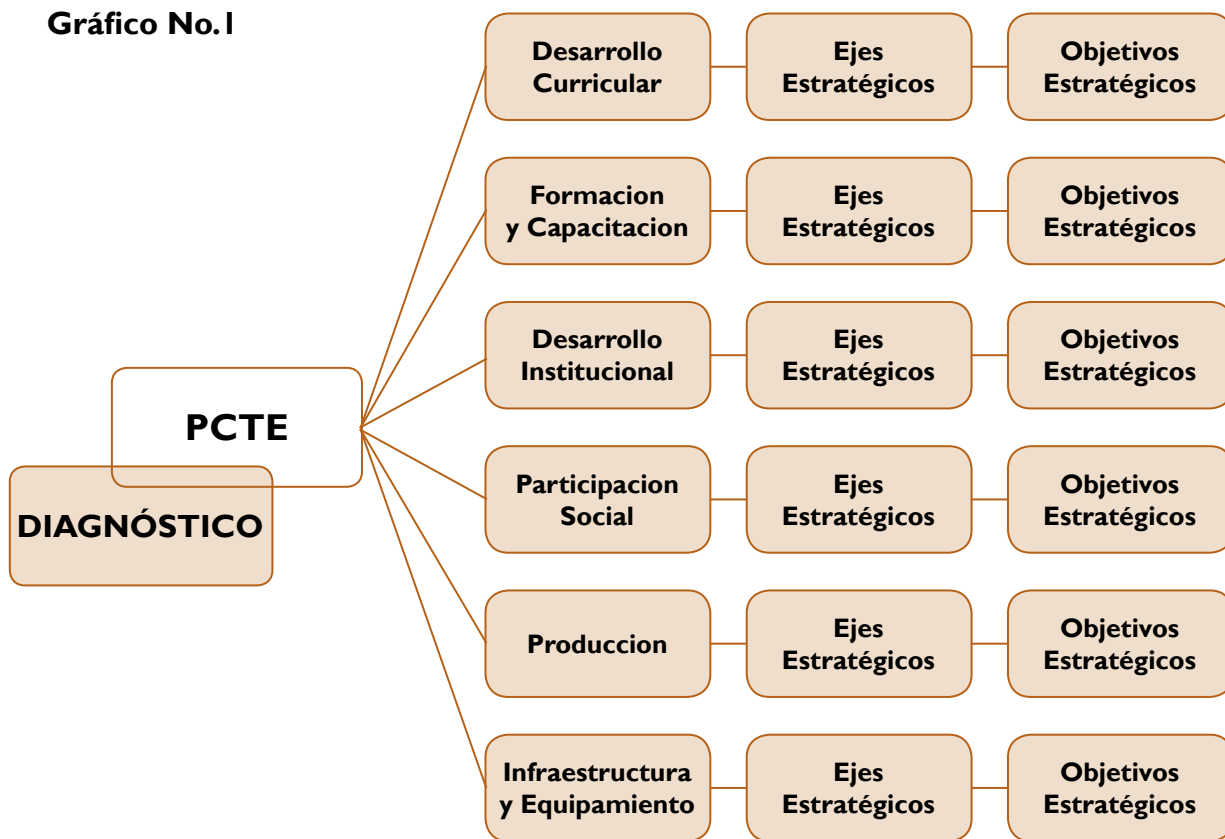 Gráfico No.1
Desarrollo
Curricular
Ejes
Estratégicos
Objetivos
Estratégicos
Formacion
y Capacitacion
Ejes
Estratégicos
Objetivos
Estratégicos
Desarrollo
Institucional
Ejes
Estratégicos
Objetivos
Estratégicos
PCTE
DIAGNÓSTICO
Participacion
Social
Ejes
Estratégicos
Objetivos
Estratégicos
Produccion
Ejes
Estratégicos
Objetivos
Estratégicos
Infraestructura
y Equipamiento
Ejes
Estratégicos
Objetivos
Estratégicos